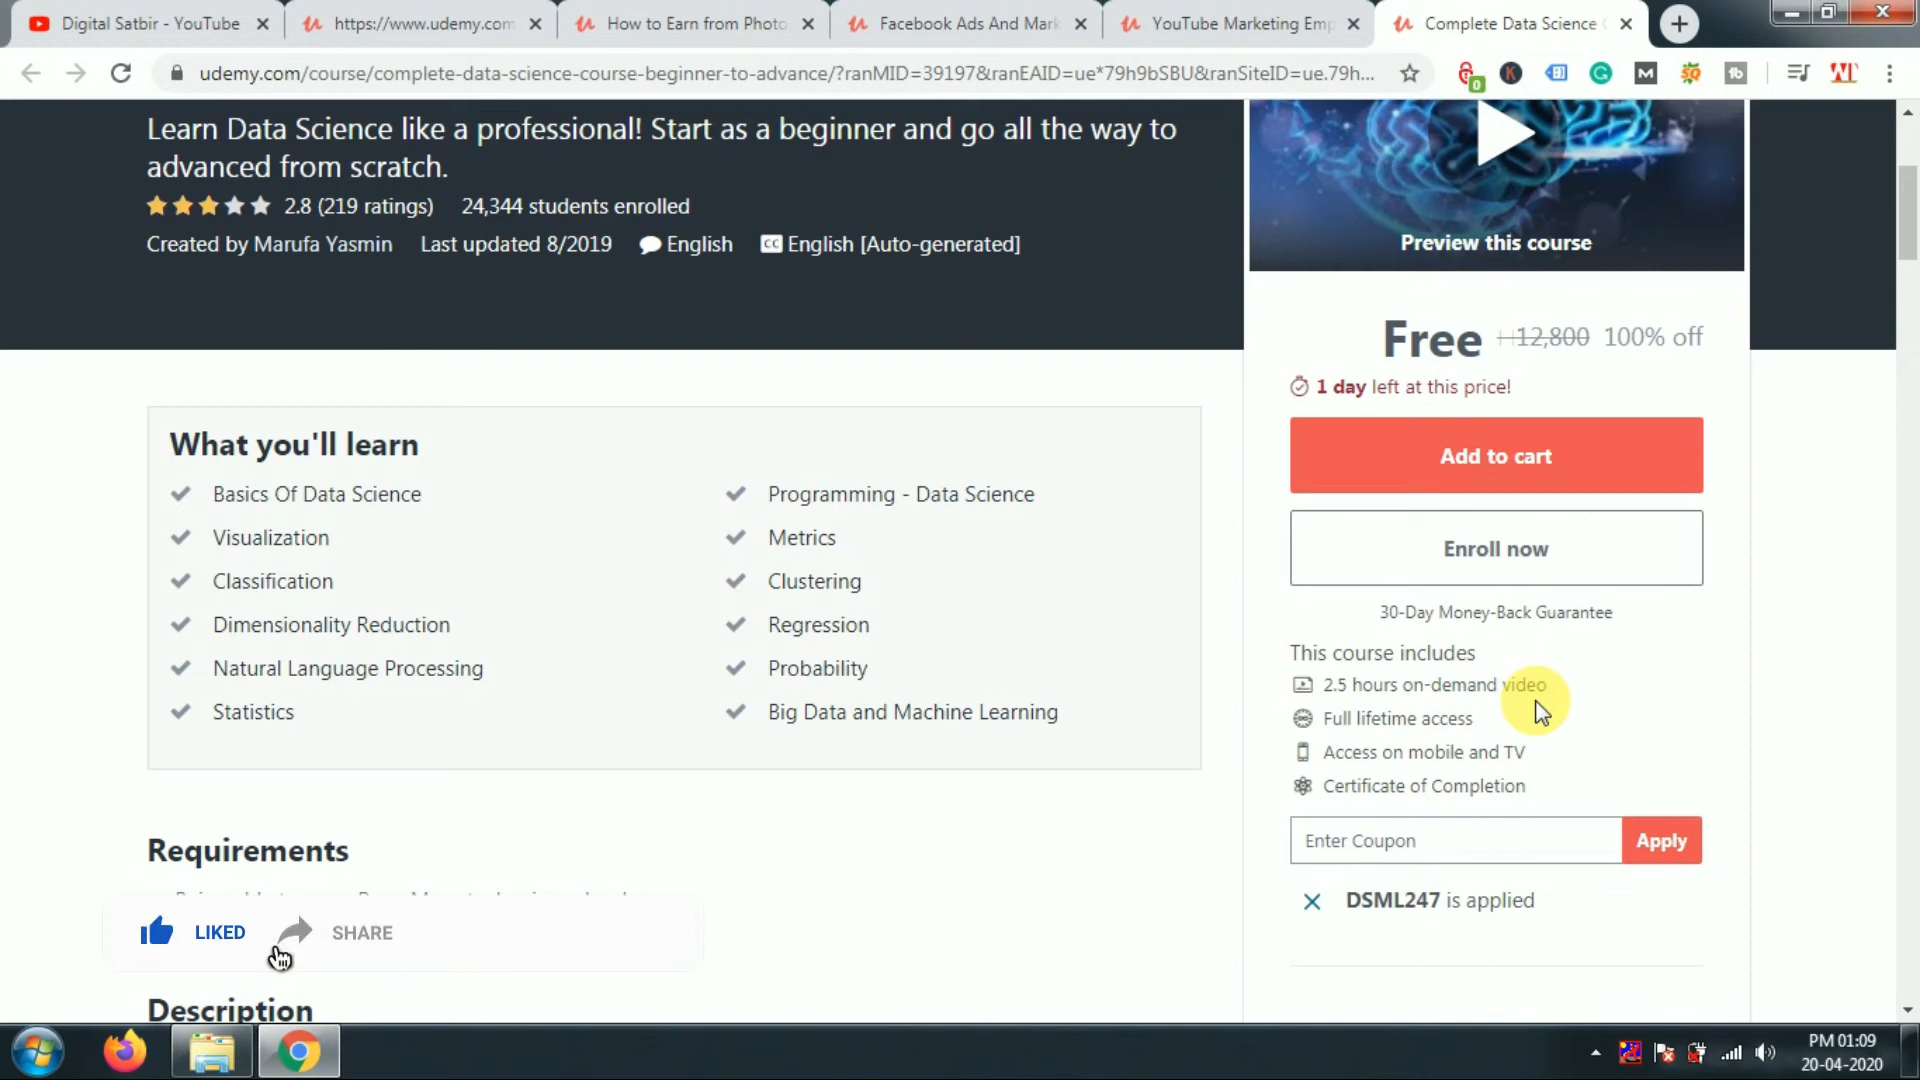 Digital Satbir - YouTube
https://www.udemy.com
How to Earn from Photo
Facebook Ads And Mark
YouTube Marketing Emp
Complete Data Science
udemy.com/course/complete-data-science-course-beginner-to-advance/?ranMID=39197&ranEAID=ue*79h9bSBU&ranSiteID=ue.79h...
Learn Data Science like a professional! Start as a beginner and go all the way to
advanced from scratch.
2.8 (219 ratings) 24,344 students enrolled
Created by Marufa Yasmin Last updated 8/2019 English CC English [Auto-generated]
Preview this course
Free 12,800 100% off
1 day left at this price!
Add to cart
Enroll now
30-Day Money-Back Guarantee
This course includes
2.5 hours on-demand video
Full lifetime access
Access on mobile and TV
Certificate of Completion
Enter Coupon Apply
DSML247 is applied
What you'll learn
Basics Of Data Science
Programming - Data Science
Visualization
Metrics
Classification
Clustering
Dimensionality Reduction
Regression
Natural Language Processing
Probability
Statistics
Big Data and Machine Learning
Requirements
LIKED SHARE
Description
PM 01:09
20-04-2020